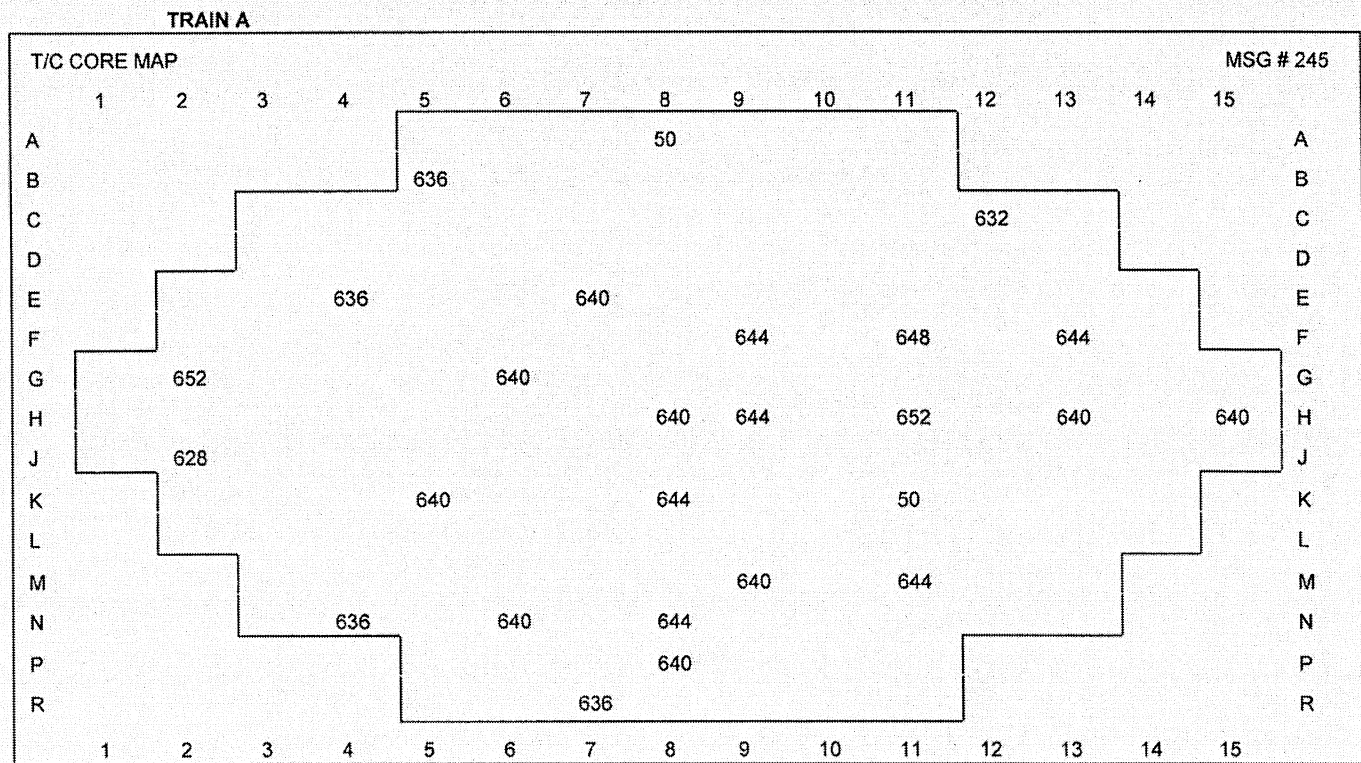 TRAIN A
T/C CORE MAP MSG # 245
1 2 3 4 5 6 7 8 9 10 11 12 13 14 15
A 50 A
B 636 B
C 632 C
D D
E 636 640 E
F 644 648 644 F
G 652 640 G
H 640 644 652 640 640 H
J 628 J
K 640 644 50 K
L L
M 640 644 M
N 636 640 644 N
P 640 P
R 636 R
1 2 3 4 5 6 7 8 9 10 11 12 13 14 15